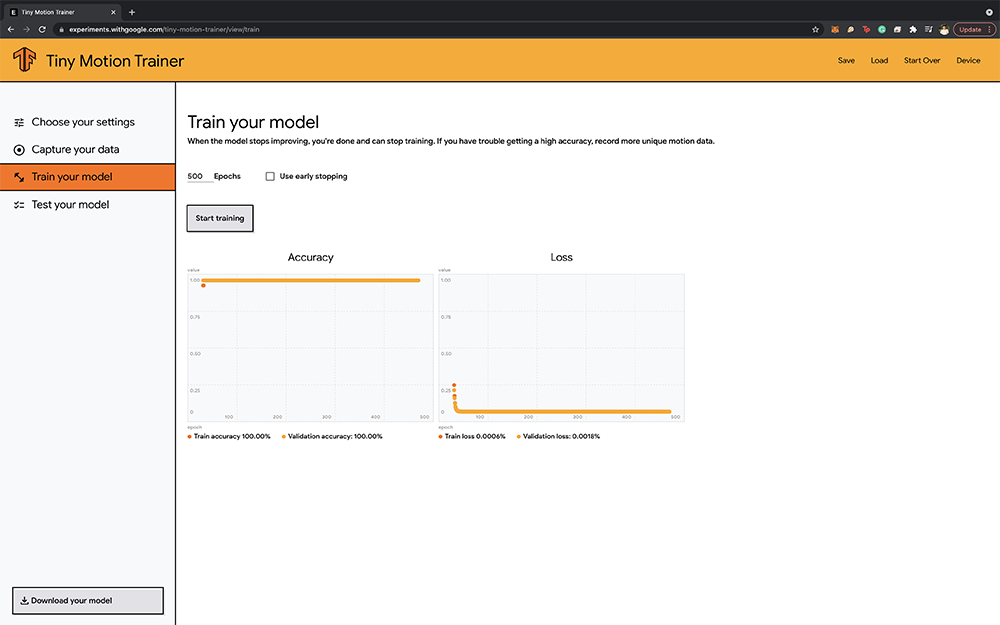 Tiny Motion Trainer
experiments.withgoogle.com/tiny-motion-trainer/view/train
Update
Tiny Motion Trainer
Save Load Start Over Device
Choose your settings
Capture your data
Train your model
Test your model
Train your model
When the model stops improving, you're done and can stop training. If you have trouble getting a high accuracy, record more unique motion data.
500 Epochs Use early stopping
Start training
Accuracy
value
1.00
0.75
0.50
0.25
0
100 200 300 400 500
epoch
Train accuracy 100.00% Validation accuracy: 100.00%
Loss
value
1.00
0.75
0.50
0.25
0
100 200 300 400 500
epoch
Train loss 0.0006% Validation loss: 0.0018%
Download your model